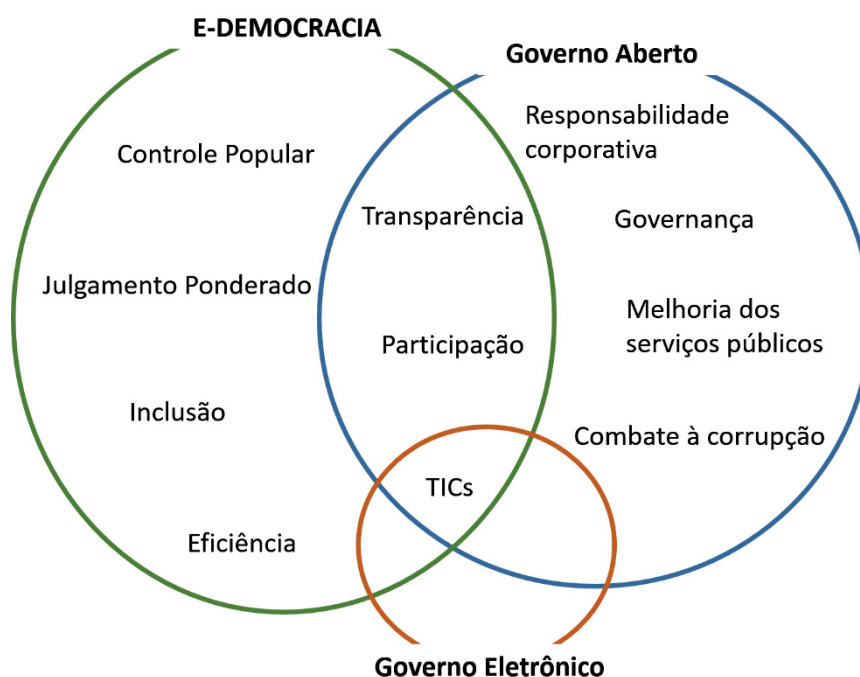 E-DEMOCRACIA
Governo Aberto
Responsabilidade
corporativa
Controle Popular
Transparência
Governança
Julgamento Ponderado
Melhoria dos
serviços públicos
Participação
Inclusão
Combate à corrupção
TICs
Eficiência
Governo Eletrônico